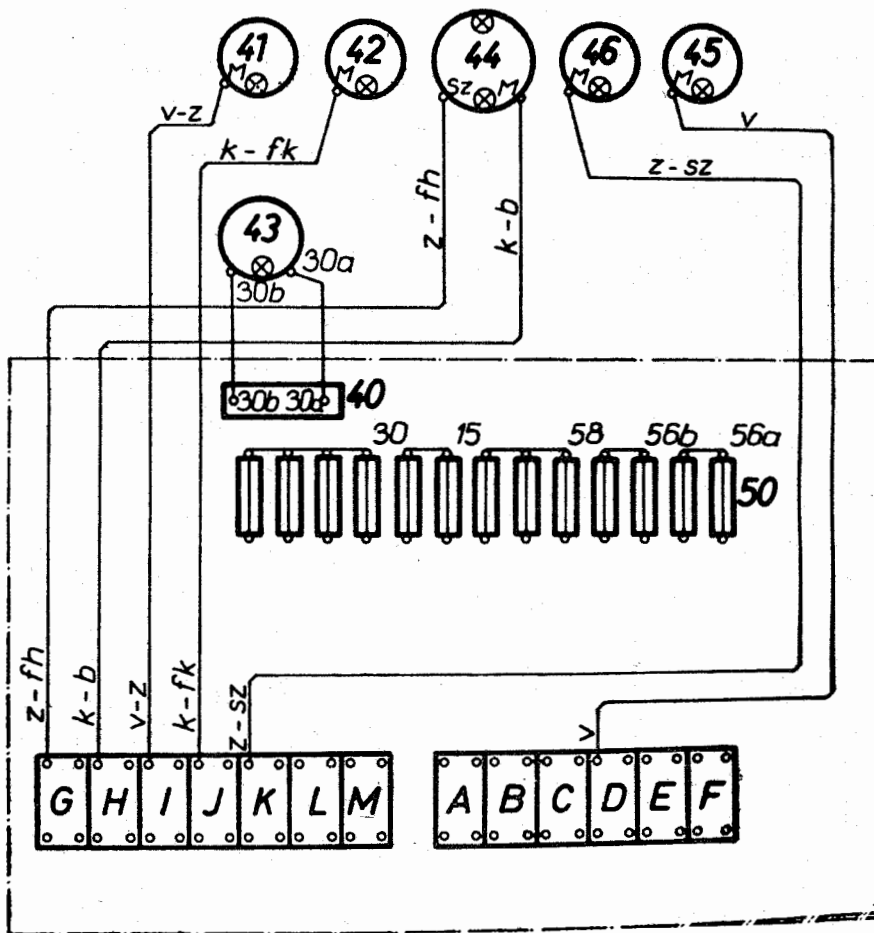 41 42 44 46 45
M M SZ M M M
v-z k-fk v z-sz
z-fh k-b
43
30a
30b
30b 30a 40
30 15 58 56b 56a
50
z-fh k-b v-z k-fk z-sz v
G H I J K L M A B C D E F